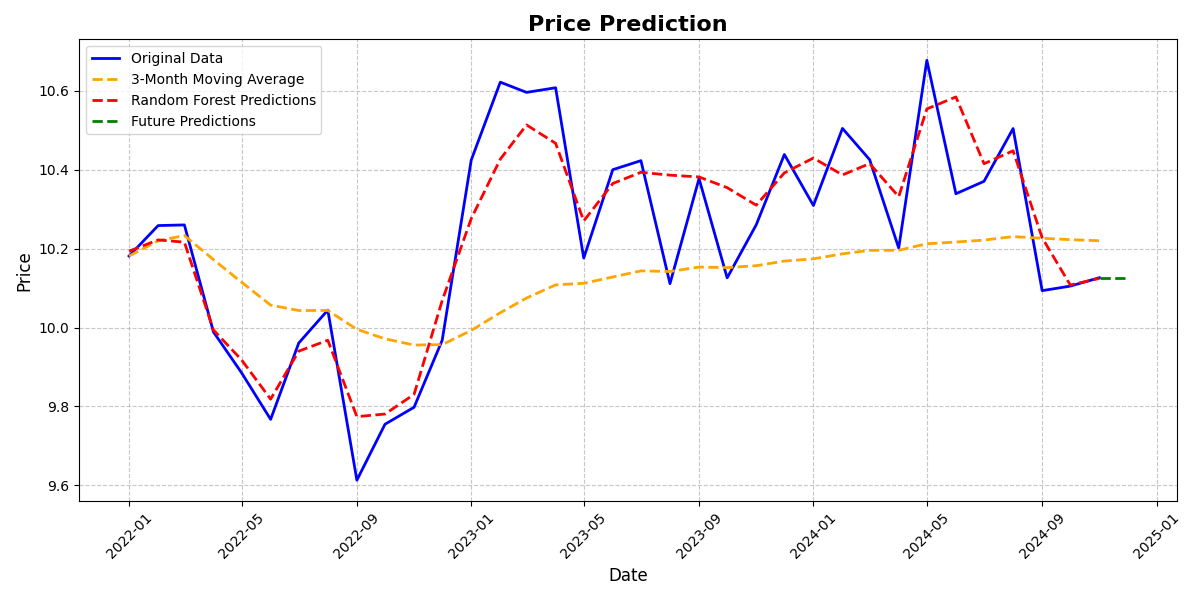 Price Prediction
Original Data
3-Month Moving Average
Random Forest Predictions
Future Predictions
Price
10.6
10.4
10.2
10.0
9.8
9.6
2022-01
2022-05
2022-09
2023-01
2023-05
2023-09
2024-01
2024-05
2024-09
2025-01
Date